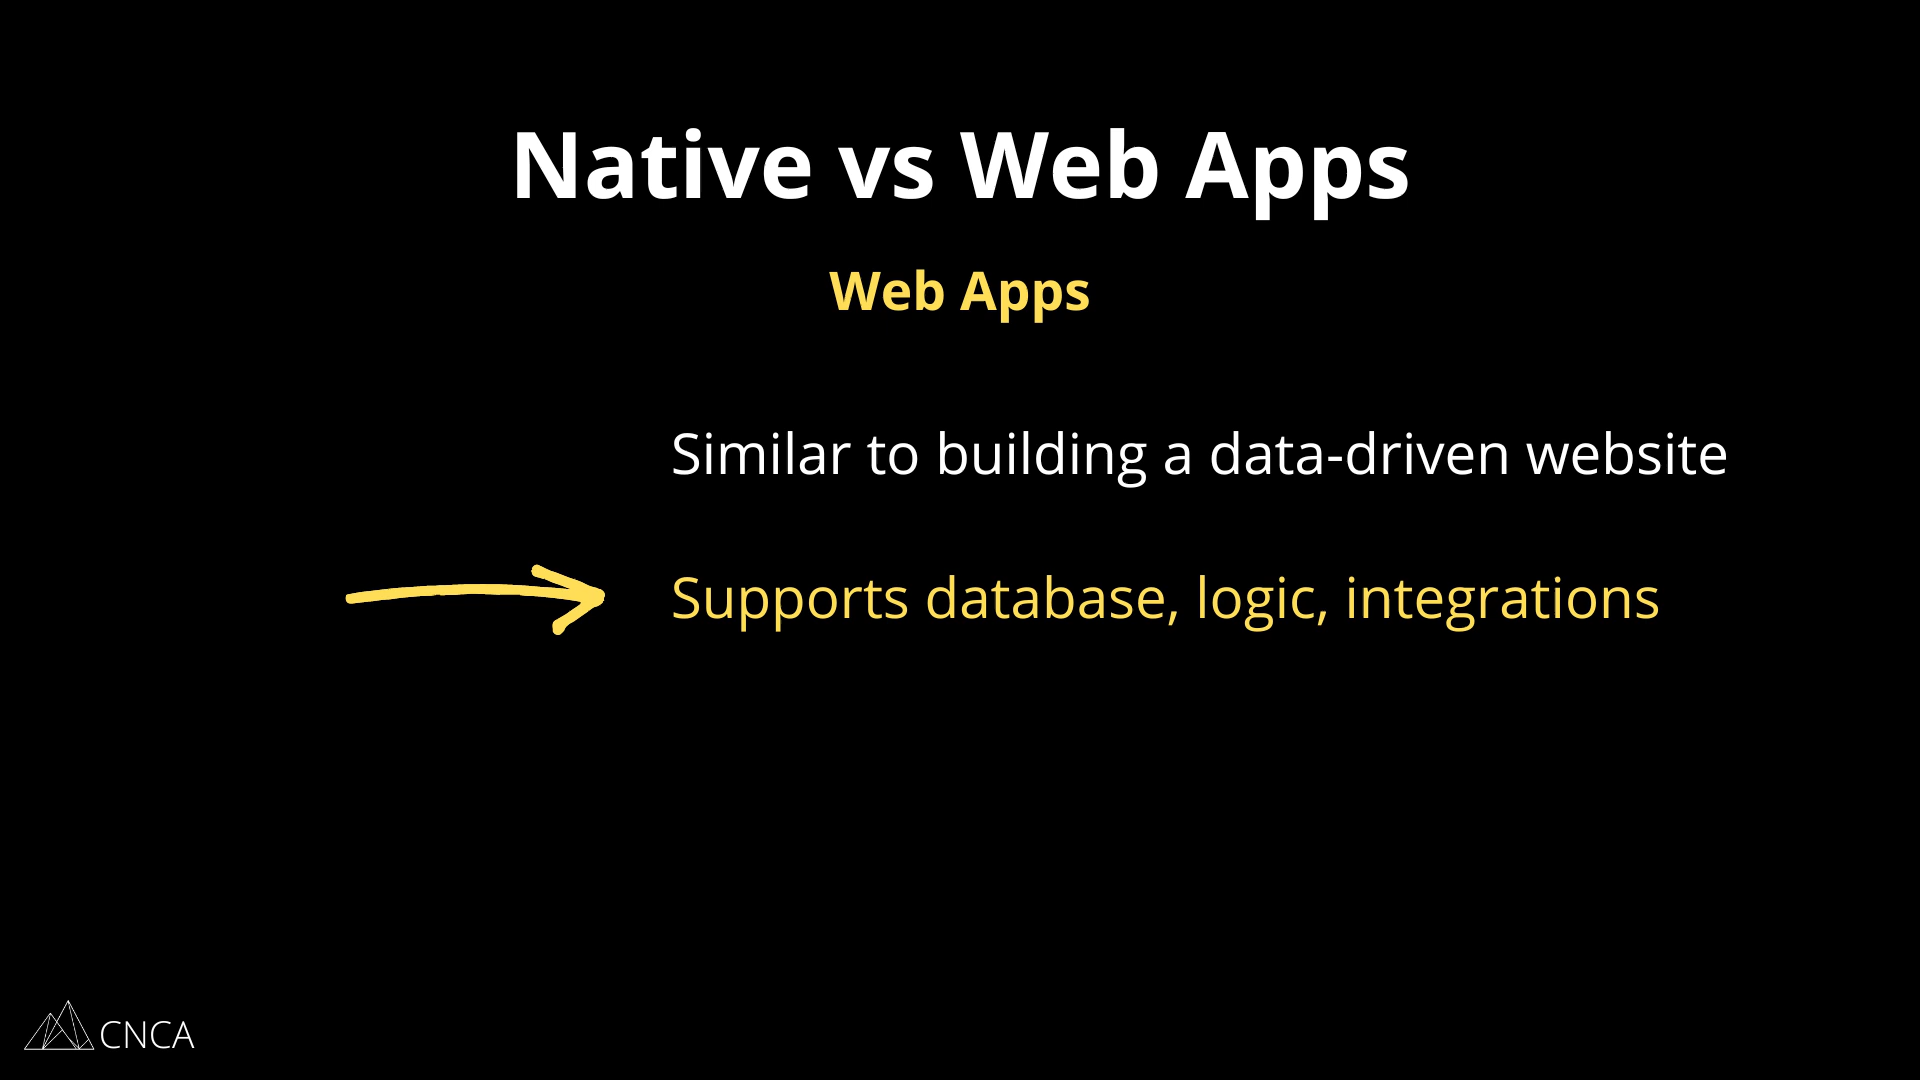 Native vs Web Apps
Web Apps
Similar to building a data-driven website
Supports database, logic, integrations
CNCA